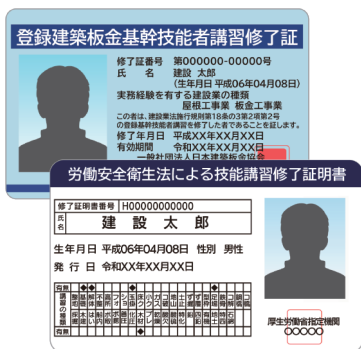 登録建築板金基幹技能者講習修了証
修了証番号 第000000-00000号
氏 名 建設 太郎
(生年月日 平成06年04月08日)
実務経験を有する建設業の種類
屋根工事業 板金工事業
この者は、建設業法施行規則第18条の3第2項第2号
の登録基幹技能者講習を修了した者であることを証します。
修了年月日 平成XX年XX月XX日
有効期間 令和XX年XX月XX日
一般社団法人日本建築板金協会
労働安全衛生法による技能講習修了証明書
修了証明書番号 H00000000000
氏名 建 設 太 郎
生年月日 平成06年04月08日 性別 男性
発 行 日 令和XX年XX月XX日
有無
講習の種類
有無
厚生労働省指定機関
○○○○○